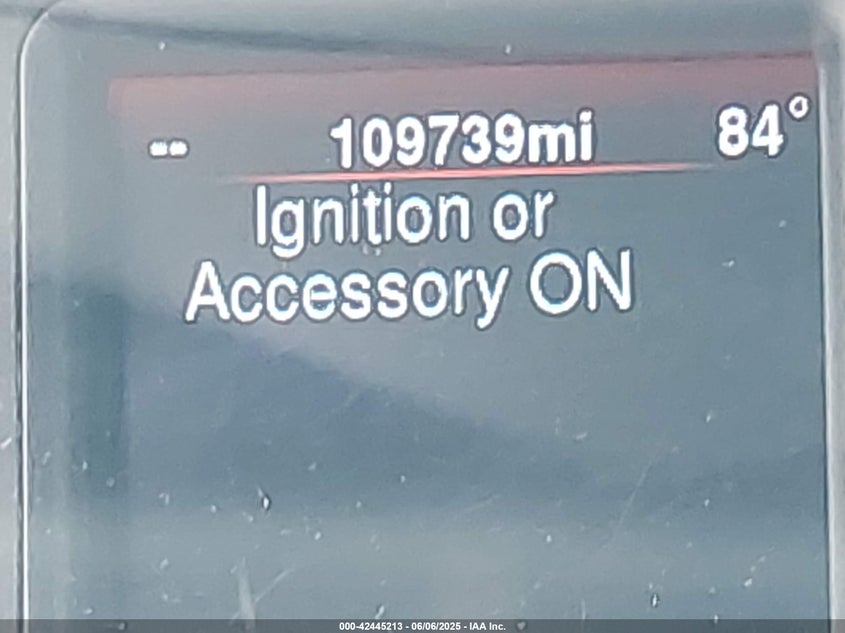 -- 109739mi 84°
Ignition or
Accessory ON
000-42445213 - 06/06/2025 - IAA Inc.